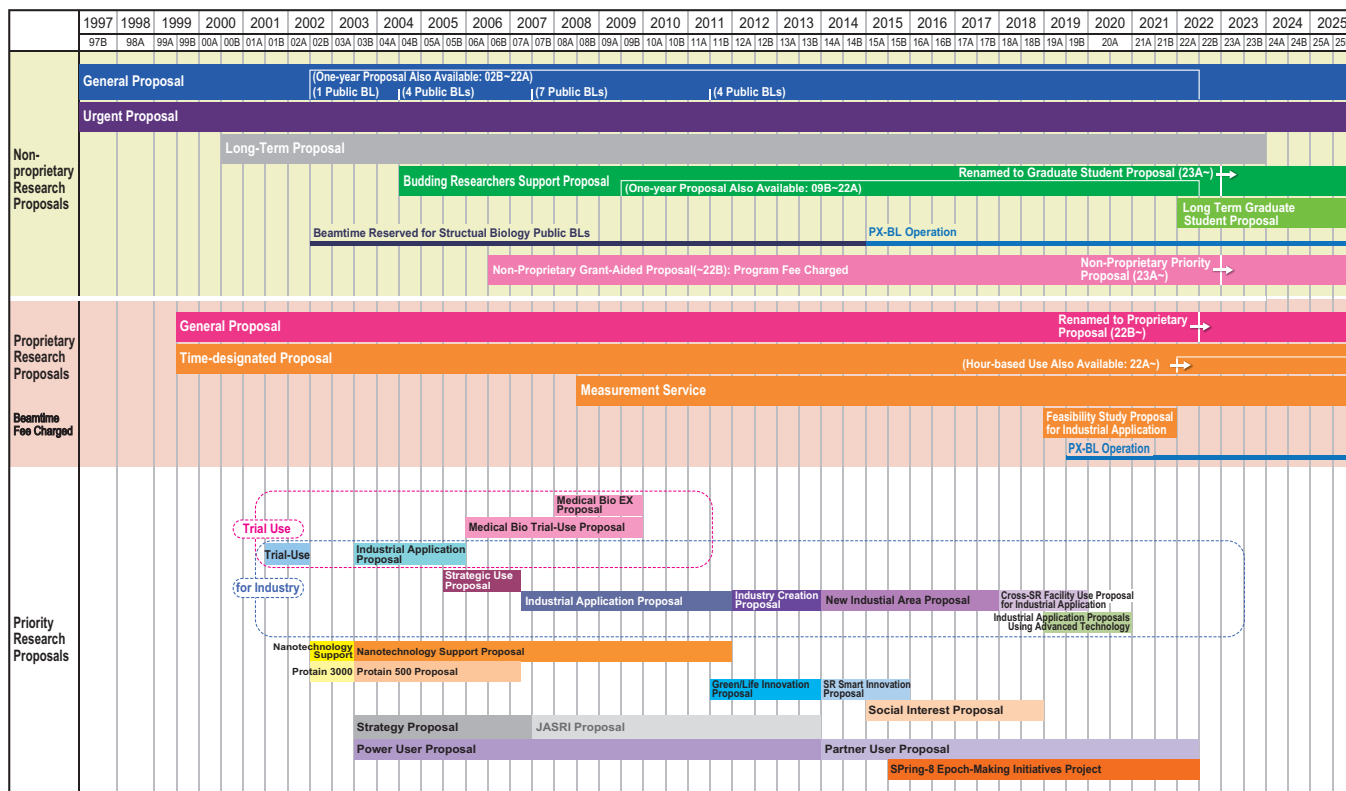 1997 1998 1999 2000 2001 2002 2003 2004 2005 2006 2007 2008 2009 2010 2011 2012 2013 2014 2015 2016 2017 2018 2019 2020 2021 2022 2023 2024 2025
97B 98A 99A 99B 00A 00B 01A 01B 02A 02B 03A 03B 04A 04B 05A 05B 06A 06B 07A 07B 08A 08B 09A 09B 10A 10B 11A 11B 12A 12B 13A 13B 14A 14B 15A 15B 16A 16B 17A 17B 18A 18B 19A 19B 20A 21A 21B 22A 22B 23A 23B 24A 24B 25A 25
Non-
proprietary
Research
Proposals
General Proposal
(One-year Proposal Also Available: 02B~22A)
(1 Public BL) (4 Public BLs) (7 Public BLs) (4 Public BLs)
Urgent Proposal
Long-Term Proposal
Budding Researchers Support Proposal
Renamed to Graduate Student Proposal (23A~)
(One-year Proposal Also Available: 09B~22A)
Long Term Graduate
Student Proposal
Beamtime Reserved for Structual Biology Public BLs
PX-BL Operation
Non-Proprietary Grant-Aided Proposal(~22B): Program Fee Charged
Non-Proprietary Priority
Proposal (23A~)
Proprietary
Research
Proposals
Beamtime
Fee Charged
General Proposal
Renamed to Proprietary
Proposal (22B~)
Time-designated Proposal
(Hour-based Use Also Available: 22A~)
Measurement Service
Feasibility Study Proposal
for Industrial Application
PX-BL Operation
Priority
Research
Proposals
Trial Use
Medical Bio EX
Proposal
Medical Bio Trial-Use Proposal
Trial-Use
Industrial Application
Proposal
for Industry
Strategic Use
Proposal
Industrial Application Proposal
Industry Creation
Proposal
New Industial Area Proposal
Cross-SR Facility Use Proposal
for Industrial Application
Industrial Application Proposals
Using Advanced Technology
Nanotechnology
Support
Nanotechnology Support Proposal
Protain 3000
Protain 500 Proposal
Green/Life Innovation
Proposal
SR Smart Innovation
Proposal
Social Interest Proposal
Strategy Proposal
JASRI Proposal
Power User Proposal
Partner User Proposal
SPring-8 Epoch-Making Initiatives Project